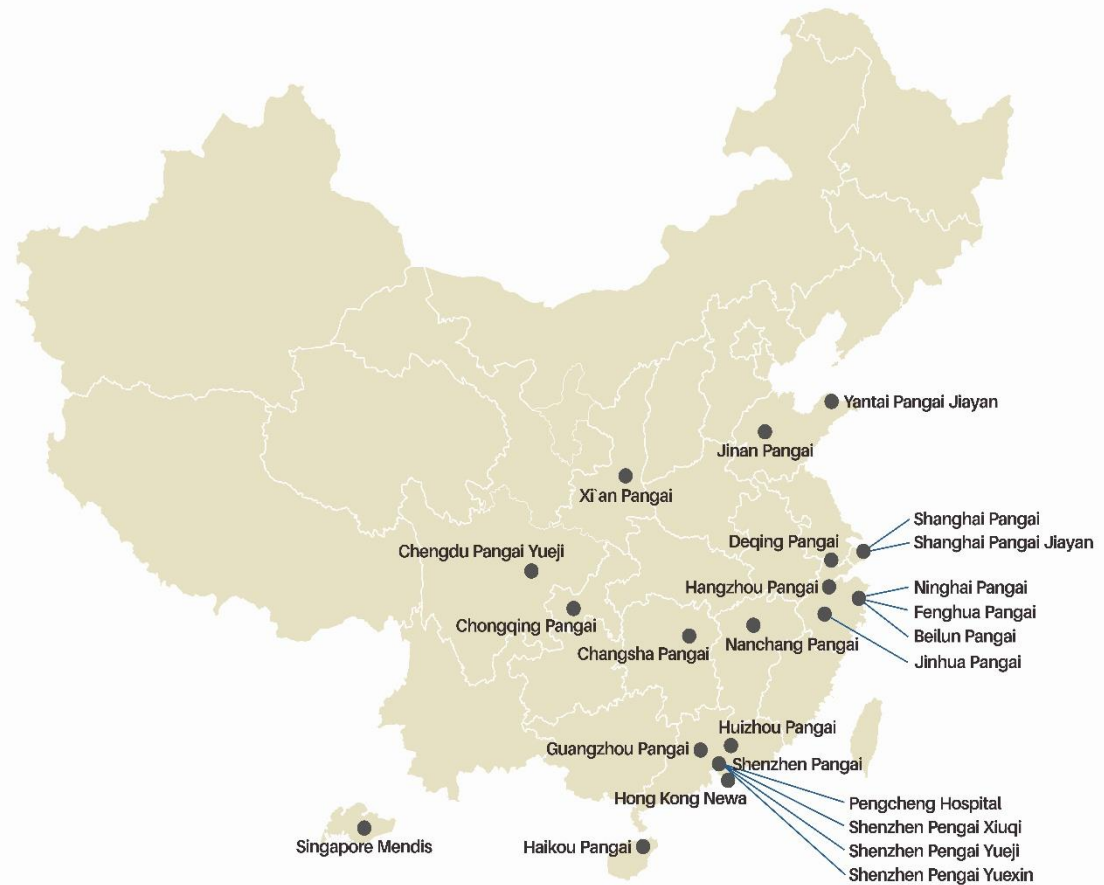 Yantai Pangai Jiayan
Jinan Pangai
Xi`an Pangai
Shanghai Pangai
Shanghai Pangai Jiayan
Deqing Pangai
Chengdu Pangai Yueji
Hangzhou Pangai
Ninghai Pangai
Fenghua Pangai
Chongqing Pangai
Beilun Pangai
Nanchang Pangai
Changsha Pangai
Jinhua Pangai
Huizhou Pangai
Guangzhou Pangai
Shenzhen Pangai
Hong Kong Newa
Pengcheng Hospital
Shenzhen Pengai Xiuqi
Singapore Mendis
Haikou Pangai
Shenzhen Pengai Yueji
Shenzhen Pengai Yuexin